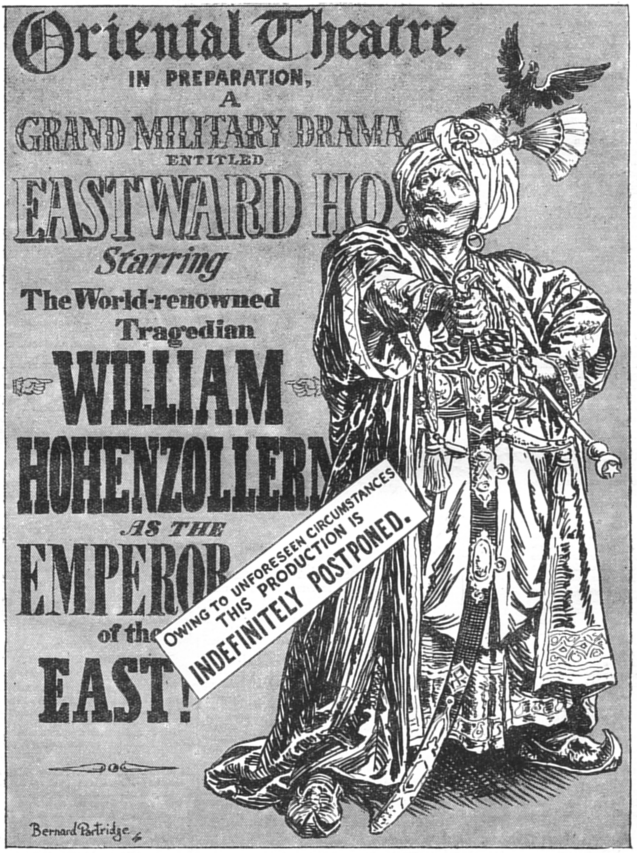 Oriental Theatre.
IN PREPARATION,
A
GRAND MILITARY DRAMA
ENTITLED
EASTWARD HO
Starring
The World-renowned
Tragedian
WILLIAM
HOHENZOLLERN
AS THE
EMPEROR
of the
EAST!
OWING TO UNFORESEEN CIRCUMSTANCES
THIS PRODUCTION IS
INDEFINITELY POSTPONED.
Bernard Partridge